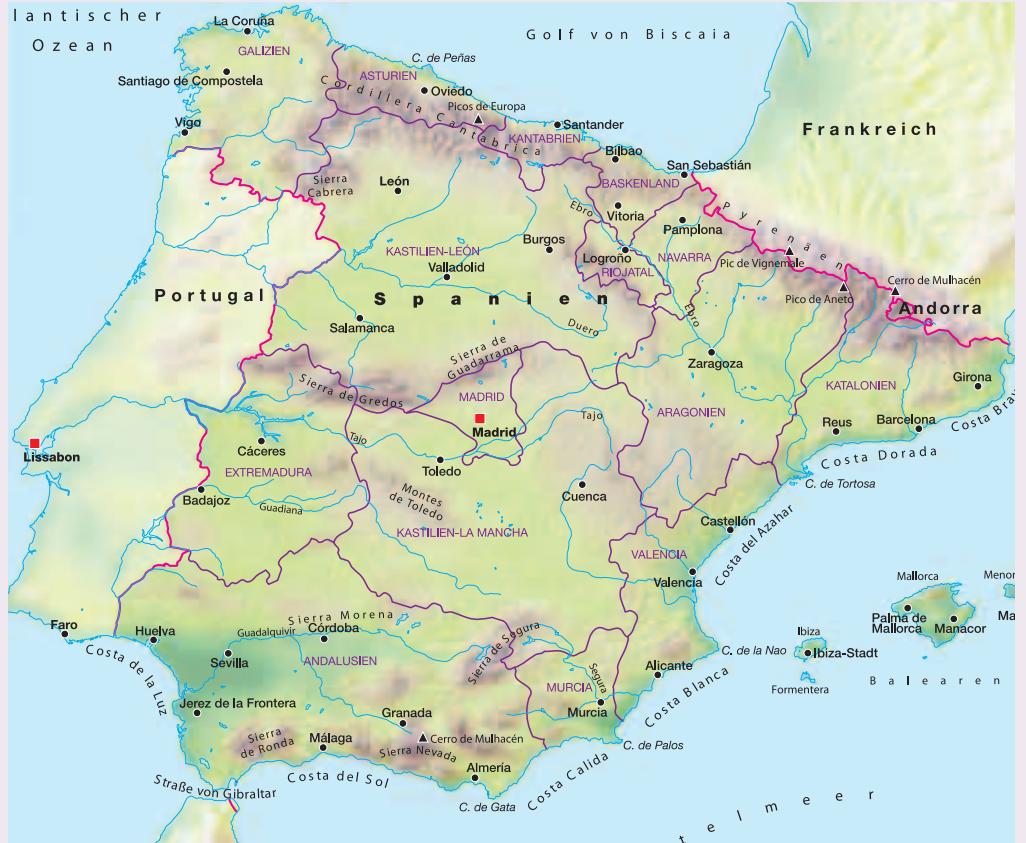 lantischer
Ozean
La Coruña
GALIZIEN
Santiago de Compostela
Vigo
C. de Peñas
ASTURIEN
Oviedo
Cordillera Cantabrica
Picos de Europa
Golf von Biscaia
Santander
KANTABRIEN
Bilbao
San Sebastián
BASKENLAND
Vitoria
Frankreich
Sierra
Cabrera
León
Ebro
Pamplona
Pyrenäen
KASTILIEN-LEÓN
Burgos
Logroño
RIOJATAL
NAVARRA
Pic de Vignemale
Valladolid
Cerro de Mulhacén
Pico de Aneto
Andorra
Portugal
Spanien
Salamanca
Duero
Ebro
Zaragoza
Sierra de
Guadarrama
Sierra de Gredos
MADRID
Madrid
Tajo
ARAGONIEN
KATALONIEN
Girona
Reus
Barcelona
Costa Brav
Costa Dorada
C. de Tortosa
Lissabon
Cáceres
EXTREMADURA
Tajo
Toledo
Badajoz
Guadiana
Montes
de Toledo
Cuenca
KASTILIEN-LA MANCHA
Castellón
Costa del Azahar
VALENCIA
Valencia
Mallorca
Menor
Palma de
Mallorca
Manacor
Ma
Ibiza
Ibiza-Stadt
Formentera
Balearen
Faro
Huelva
Costa de la Luz
Sierra Morena
Guadalquivir
Córdoba
Sevilla
ANDALUSIEN
Sierra de Segura
Segura
MURCIA
Murcia
Alicante
C. de la Nao
Costa Blanca
C. de Palos
Jerez de la Frontera
Granada
Cerro de Mulhacén
Sierra
de Ronda
Málaga
Sierra Nevada
Almería
Costa Calida
Costa del Sol
C. de Gata
Straße von Gibraltar
telmeer